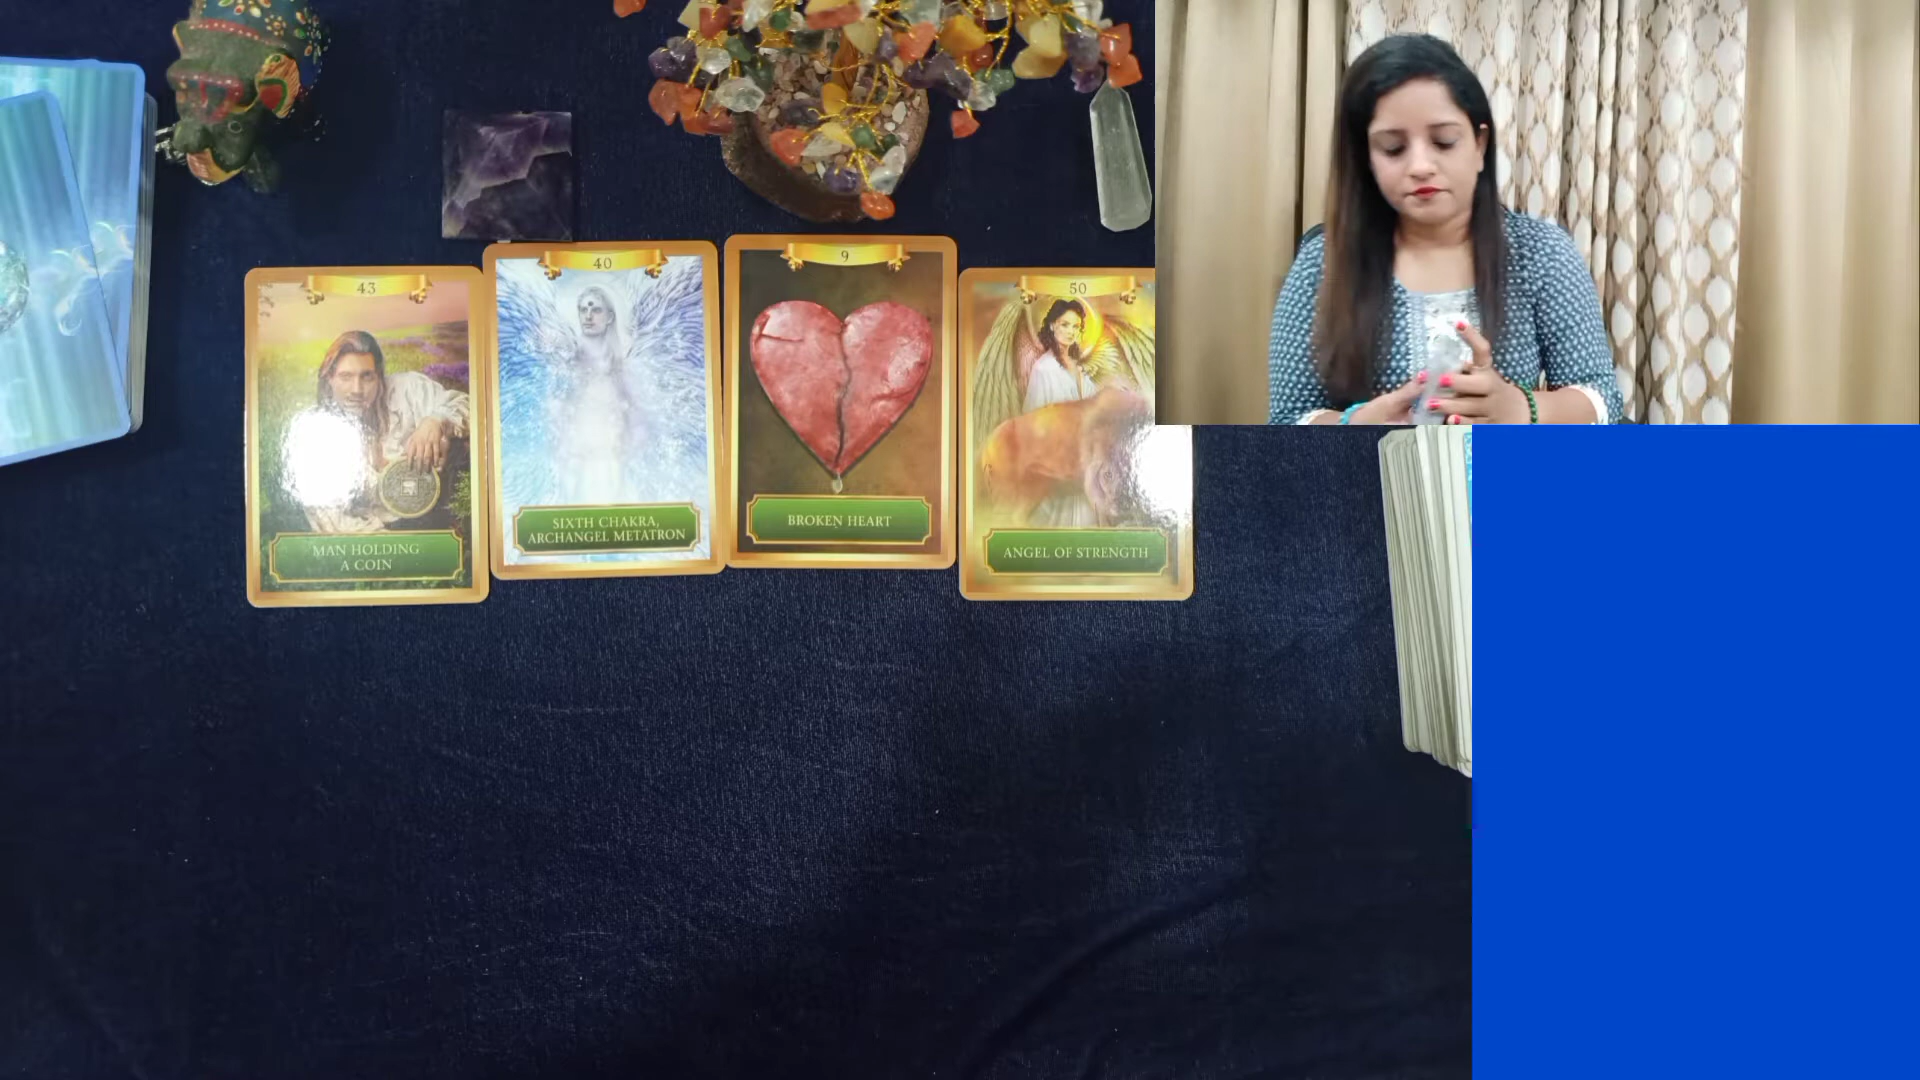 43
MAN HOLDING
A COIN
40
SIXTH CHAKRA,
ARCHANGEL METATRON
9
BROKEN HEART
50
ANGEL OF STRENGTH